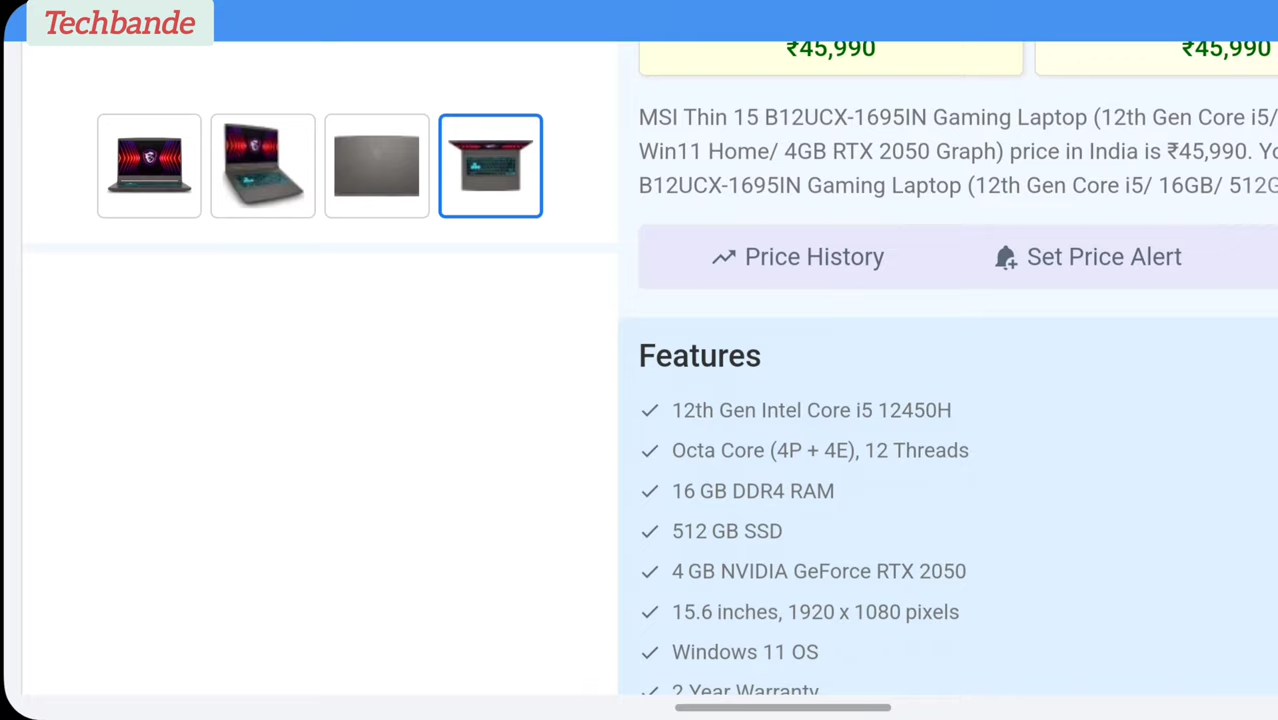 Techbande
₹45,990
₹45,990
MSI Thin 15 B12UCX-1695IN Gaming Laptop (12th Gen Core i5/
Win11 Home/ 4GB RTX 2050 Graph) price in India is ₹45,990. Yo
B12UCX-1695IN Gaming Laptop (12th Gen Core i5/ 16GB/ 512G
Price History
Set Price Alert
Features
12th Gen Intel Core i5 12450H
Octa Core (4P + 4E), 12 Threads
16 GB DDR4 RAM
512 GB SSD
4 GB NVIDIA GeForce RTX 2050
15.6 inches, 1920 x 1080 pixels
Windows 11 OS
2 Year Warranty